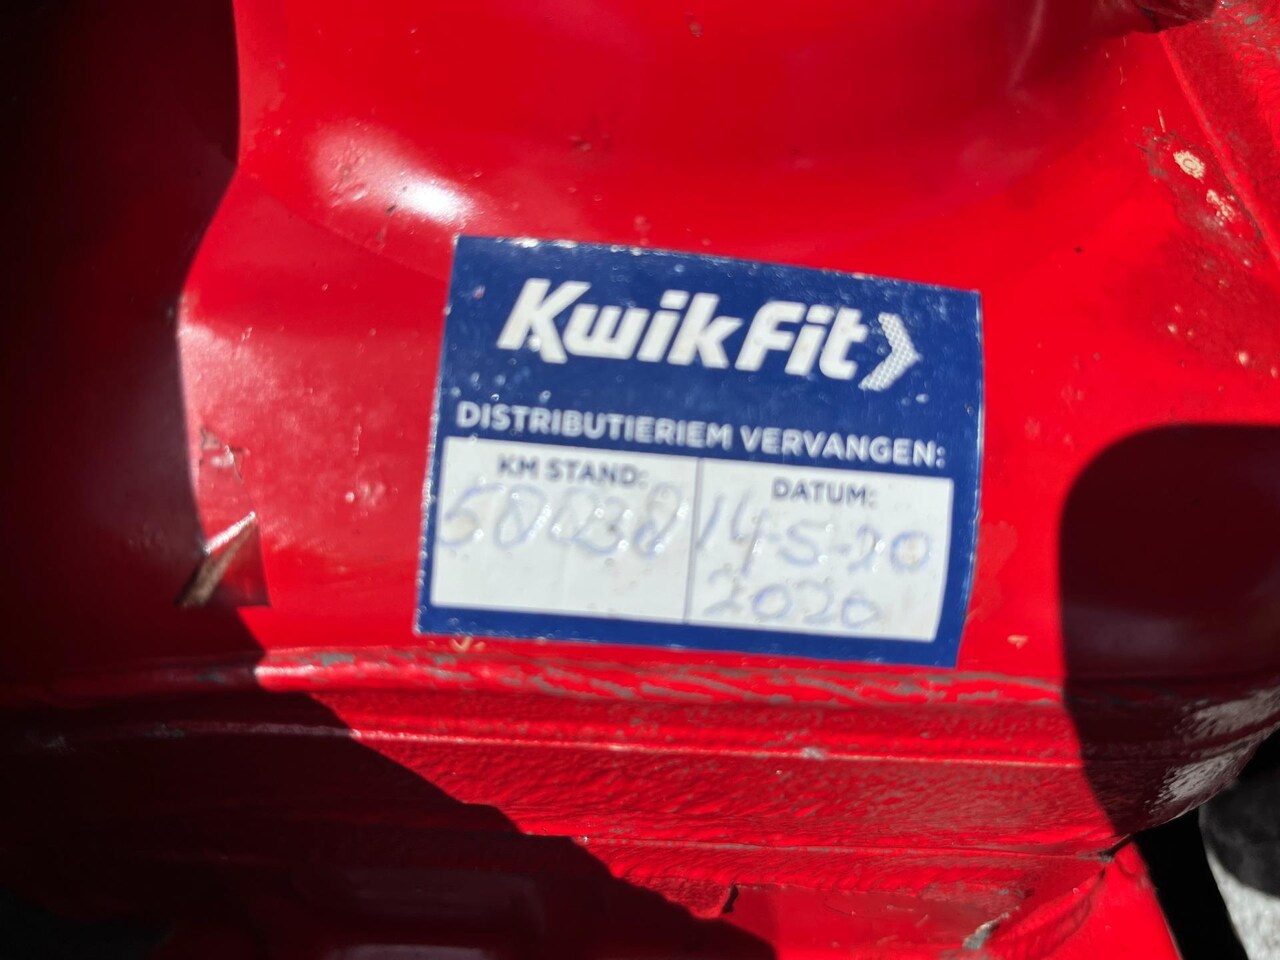 KwikFit
DISTRIBUTIERIEM VERVANGEN:
KM STAND:
DATUM:
14-5-20
2020